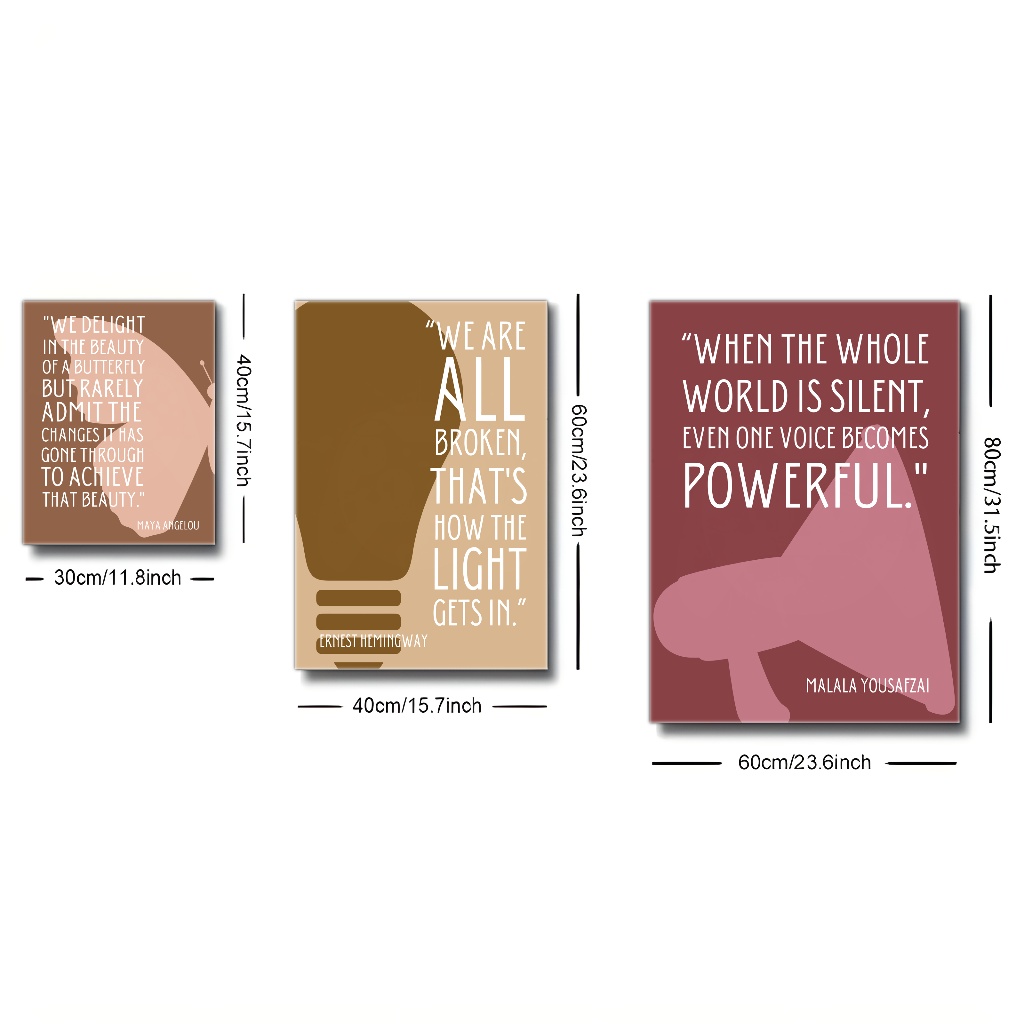 "WE DELIGHT
IN THE BEAUTY
OF A BUTTERFLY
BUT RARELY
ADMIT THE
CHANGES IT HAS
GONE THROUGH
TO ACHIEVE
THAT BEAUTY."
MAYA ANGELOU
40cm/15.7inch
30cm/11.8inch
"WE ARE
ALL
BROKEN,
THAT'S
HOW THE
LIGHT
GETS IN."
ERNEST HEMINGWAY
60cm/23.6inch
40cm/15.7inch
"WHEN THE WHOLE
WORLD IS SILENT,
EVEN ONE VOICE BECOMES
POWERFUL."
MALALA YOUSAFZAI
80cm/31.5inch
60cm/23.6inch